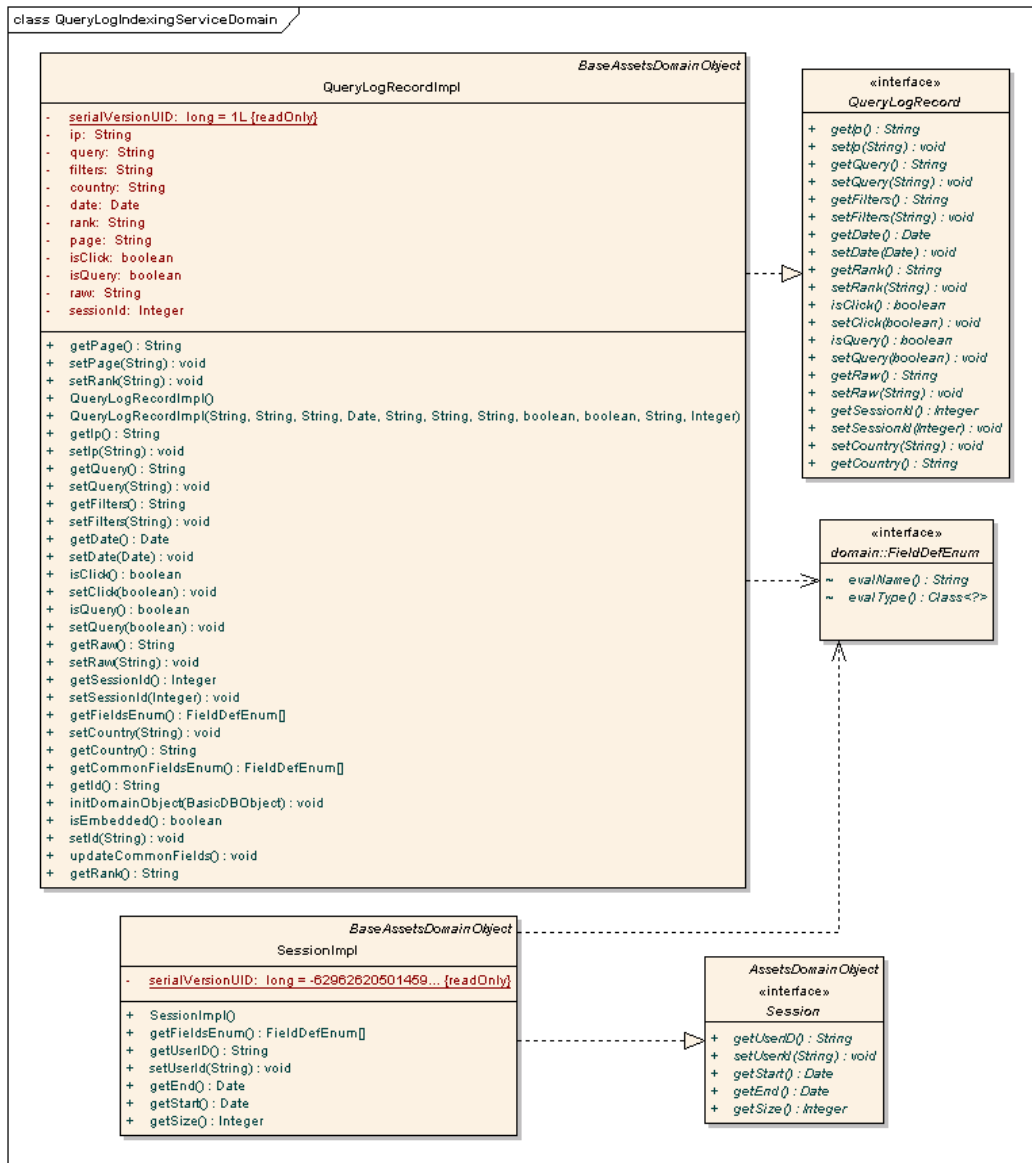 class QueryLogIndexingServiceDomain
BaseAssetsDomainObject
QueryLogRecordImpl
- serialVersionUID: long = 1L {readOnly}
- ip: String
- query: String
- filters: String
- country: String
- date: Date
- rank: String
- page: String
- isClick: boolean
- isQuery: boolean
- raw: String
- sessionId: Integer
+ getPage() : String
+ setPage(String) : void
+ setRank(String) : void
+ QueryLogRecordImpl()
+ QueryLogRecordImpl(String, String, String, Date, String, String, String, boolean, boolean, String, Integer)
+ getIp() : String
+ setIp(String) : void
+ getQuery() : String
+ setQuery(String) : void
+ getFilters() : String
+ setFilters(String) : void
+ getDate() : Date
+ setDate(Date) : void
+ isClick() : boolean
+ setClick(boolean) : void
+ isQuery() : boolean
+ setQuery(boolean) : void
+ getRaw() : String
+ setRaw(String) : void
+ getSessionId() : Integer
+ setSessionId(Integer) : void
+ getFieldsEnum() : FieldDefEnum[]
+ setCountry(String) : void
+ getCountry() : String
+ getCommonFieldsEnum() : FieldDefEnum[]
+ getId() : String
+ initDomainObject(BasicDBObject) : void
+ isEmbedded() : boolean
+ setId(String) : void
+ updateCommonFields() : void
+ getRank() : String
«interface»
QueryLogRecord
+ getIp() : String
+ setIp(String) : void
+ getQuery() : String
+ setQuery(String) : void
+ getFilters() : String
+ setFilters(String) : void
+ getDate() : Date
+ setDate(Date) : void
+ getRank() : String
+ setRank(String) : void
+ isClick() : boolean
+ setClick(boolean) : void
+ isQuery() : boolean
+ setQuery(boolean) : void
+ getRaw() : String
+ setRaw(String) : void
+ getSessionId() : Integer
+ setSessionId(Integer) : void
+ setCountry(String) : void
+ getCountry() : String
«interface»
domain::FieldDefEnum
~ evalName() : String
~ evalType() : Class<?>
BaseAssetsDomainObject
SessionImpl
- serialVersionUID: long = -62962620501459... {readOnly}
+ SessionImpl()
+ getFieldsEnum() : FieldDefEnum[]
+ getUserID() : String
+ setUserId(String) : void
+ getEnd() : Date
+ getStart() : Date
+ getSize() : Integer
AssetsDomainObject
«interface»
Session
+ getUserID() : String
+ setUserId(String) : void
+ getStart() : Date
+ getEnd() : Date
+ getSize() : Integer